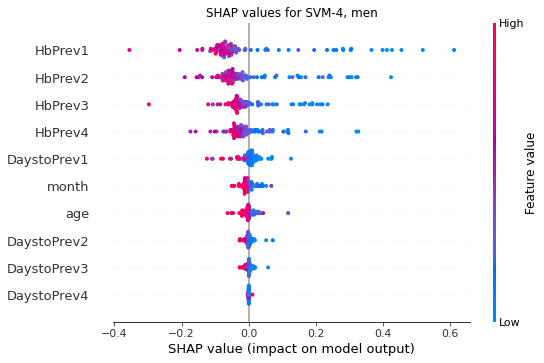 SHAP values for SVM-4, men
High
HbPrev1
HbPrev2
HbPrev3
HbPrev4
DaystoPrev1
month
age
DaystoPrev2
DaystoPrev3
DaystoPrev4
Feature value
Low
−0.4 −0.2 0.0 0.2 0.4 0.6
SHAP value (impact on model output)